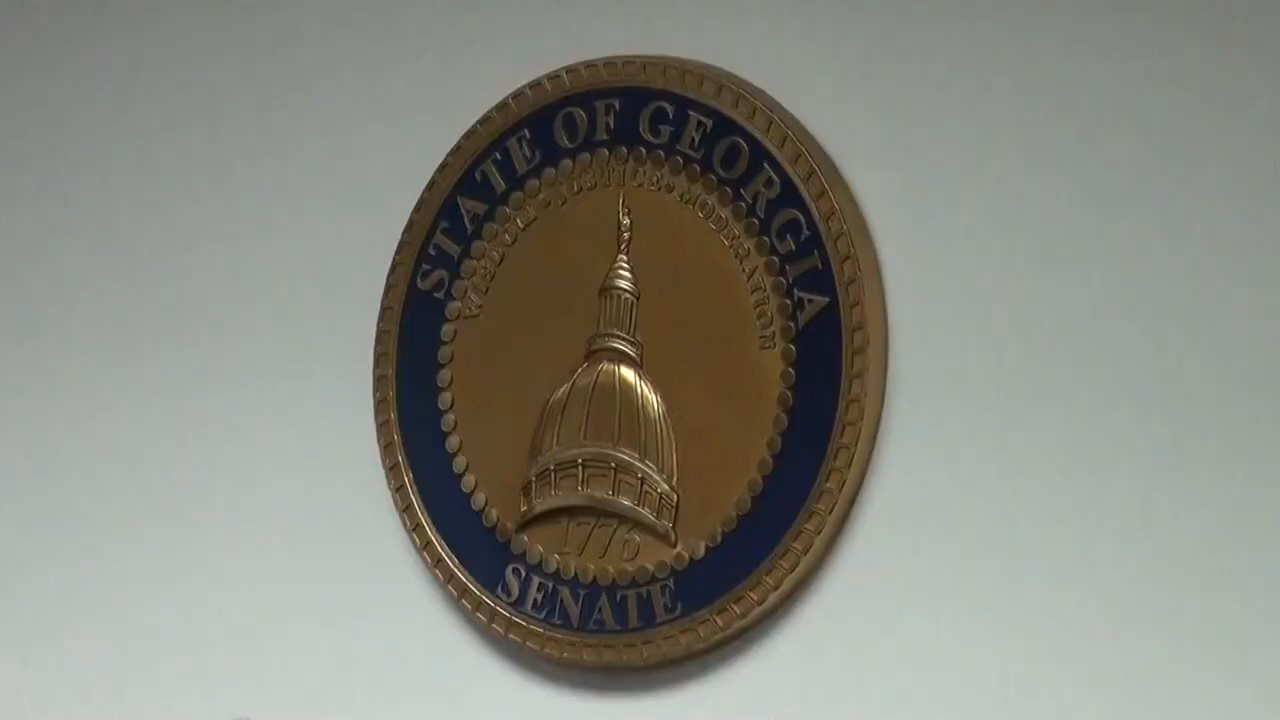 STATE OF GEORGIA
WISDOM · JUSTICE · MODERATION
1776
SENATE